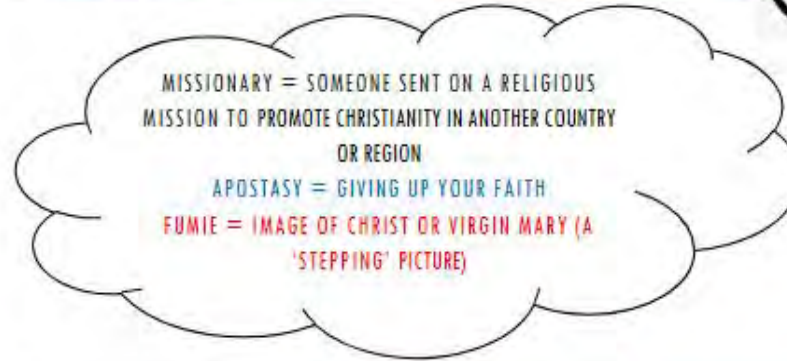 MISSIONARY = SOMEONE SENT ON A RELIGIOUS
MISSION TO PROMOTE CHRISTIANITY IN ANOTHER COUNTRY
OR REGION
APOSTASY = GIVING UP YOUR FAITH
FUMIE = IMAGE OF CHRIST OR VIRGIN MARY (A
'STEPPING' PICTURE)